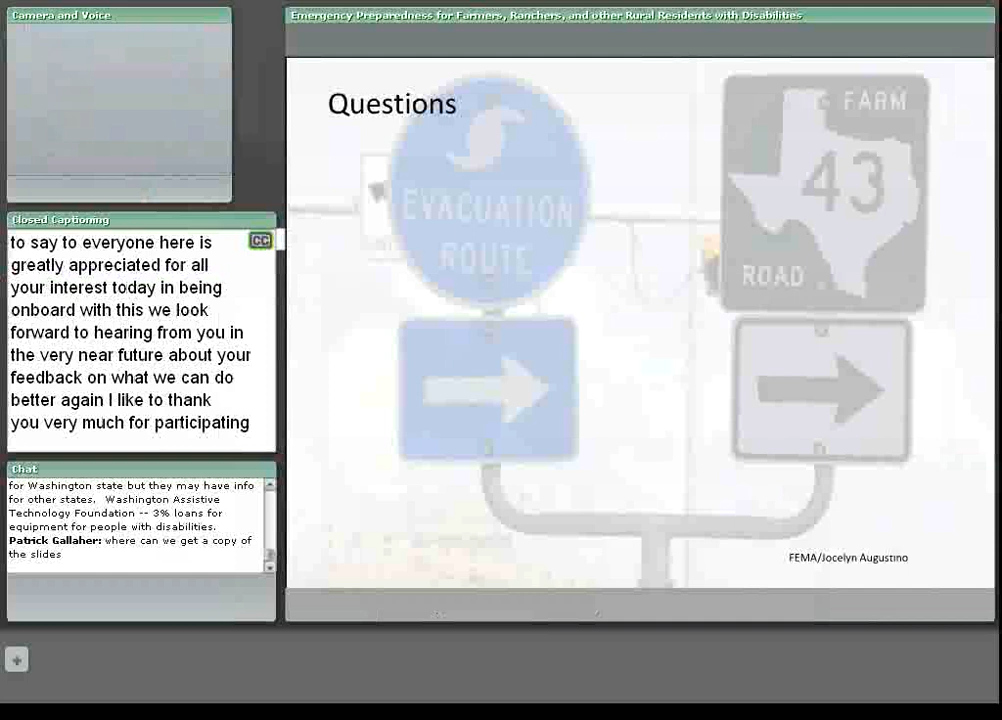 Camera and Voice
Emergency Preparedness for Farmers, Ranchers, and other Rural Residents with Disabilities
Questions
EVACUATION
ROUTE
FARM
43
ROAD
FEMA/Jocelyn Augustino
Closed Captioning
CC
to say to everyone here is
greatly appreciated for all
your interest today in being
onboard with this we look
forward to hearing from you in
the very near future about your
feedback on what we can do
better again I like to thank
you very much for participating
Chat
for Washington state but they may have info
for other states. Washington Assistive
Technology Foundation -- 3% loans for
equipment for people with disabilities.
Patrick Gallaher: where can we get a copy of
the slides